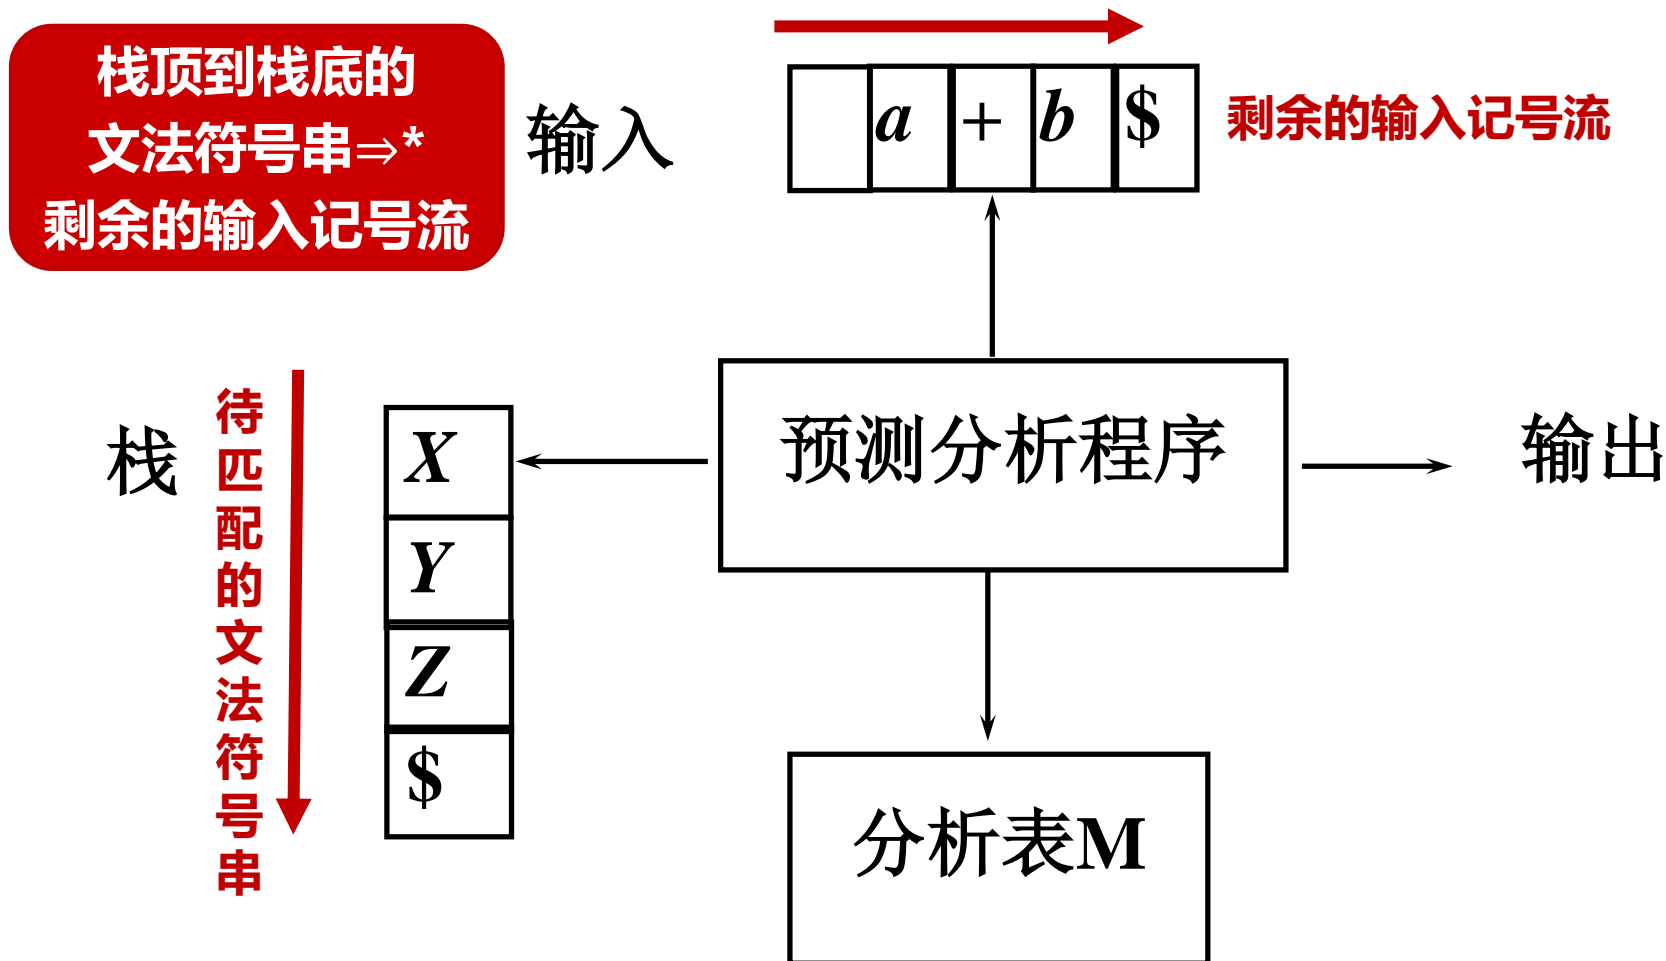 栈顶到栈底的
文法符号串⇒*
剩余的输入记号流
输入
a + b $
剩余的输入记号流
栈
待匹配的文法符号串
X
Y
Z
$
预测分析程序
输出
分析表M